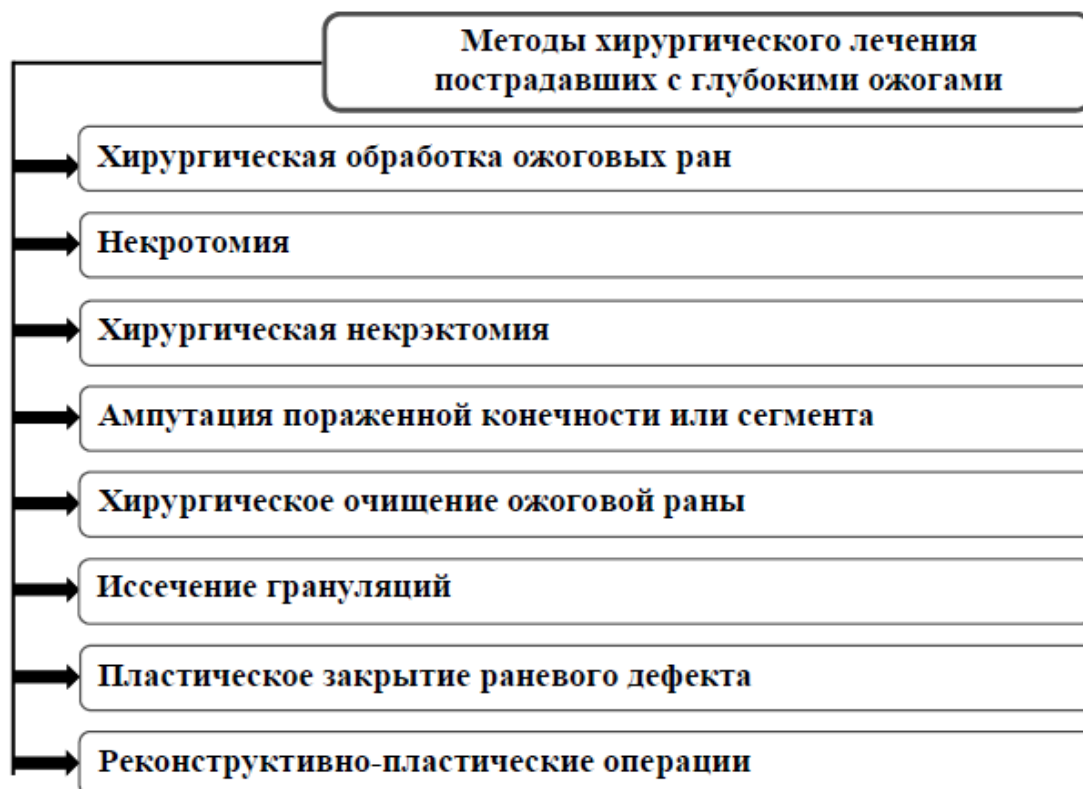 Методы хирургического лечения
пострадавших с глубокими ожогами
Хирургическая обработка ожоговых ран
Некротомия
Хирургическая некрэктомия
Ампутация пораженной конечности или сегмента
Хирургическое очищение ожоговой раны
Иссечение грануляций
Пластическое закрытие раневого дефекта
Реконструктивно-пластические операции